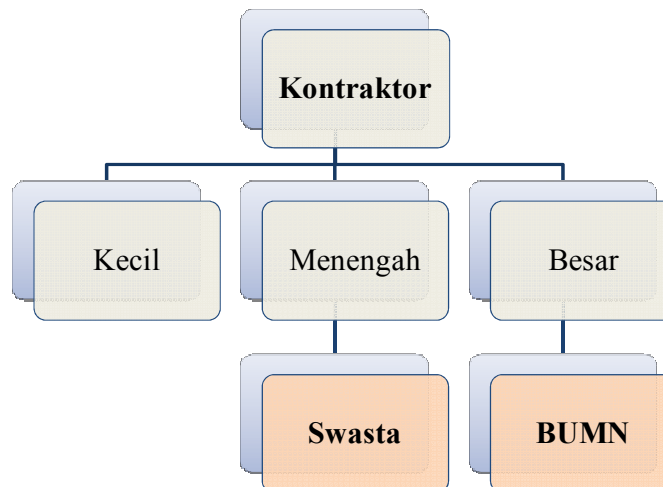 Kontraktor
Kecil
Menengah
Besar
Swasta
BUMN